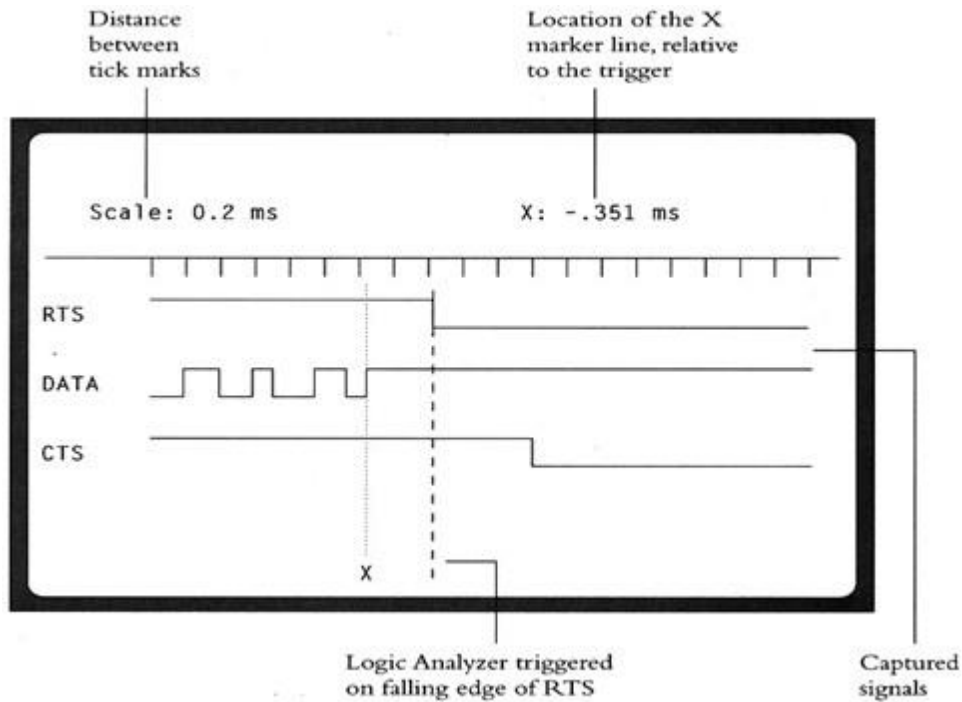 Distance
between
tick marks
Location of the X
marker line, relative
to the trigger
Scale: 0.2 ms
X: -.351 ms
RTS
DATA
CTS
X
Logic Analyzer triggered
on falling edge of RTS
Captured
signals